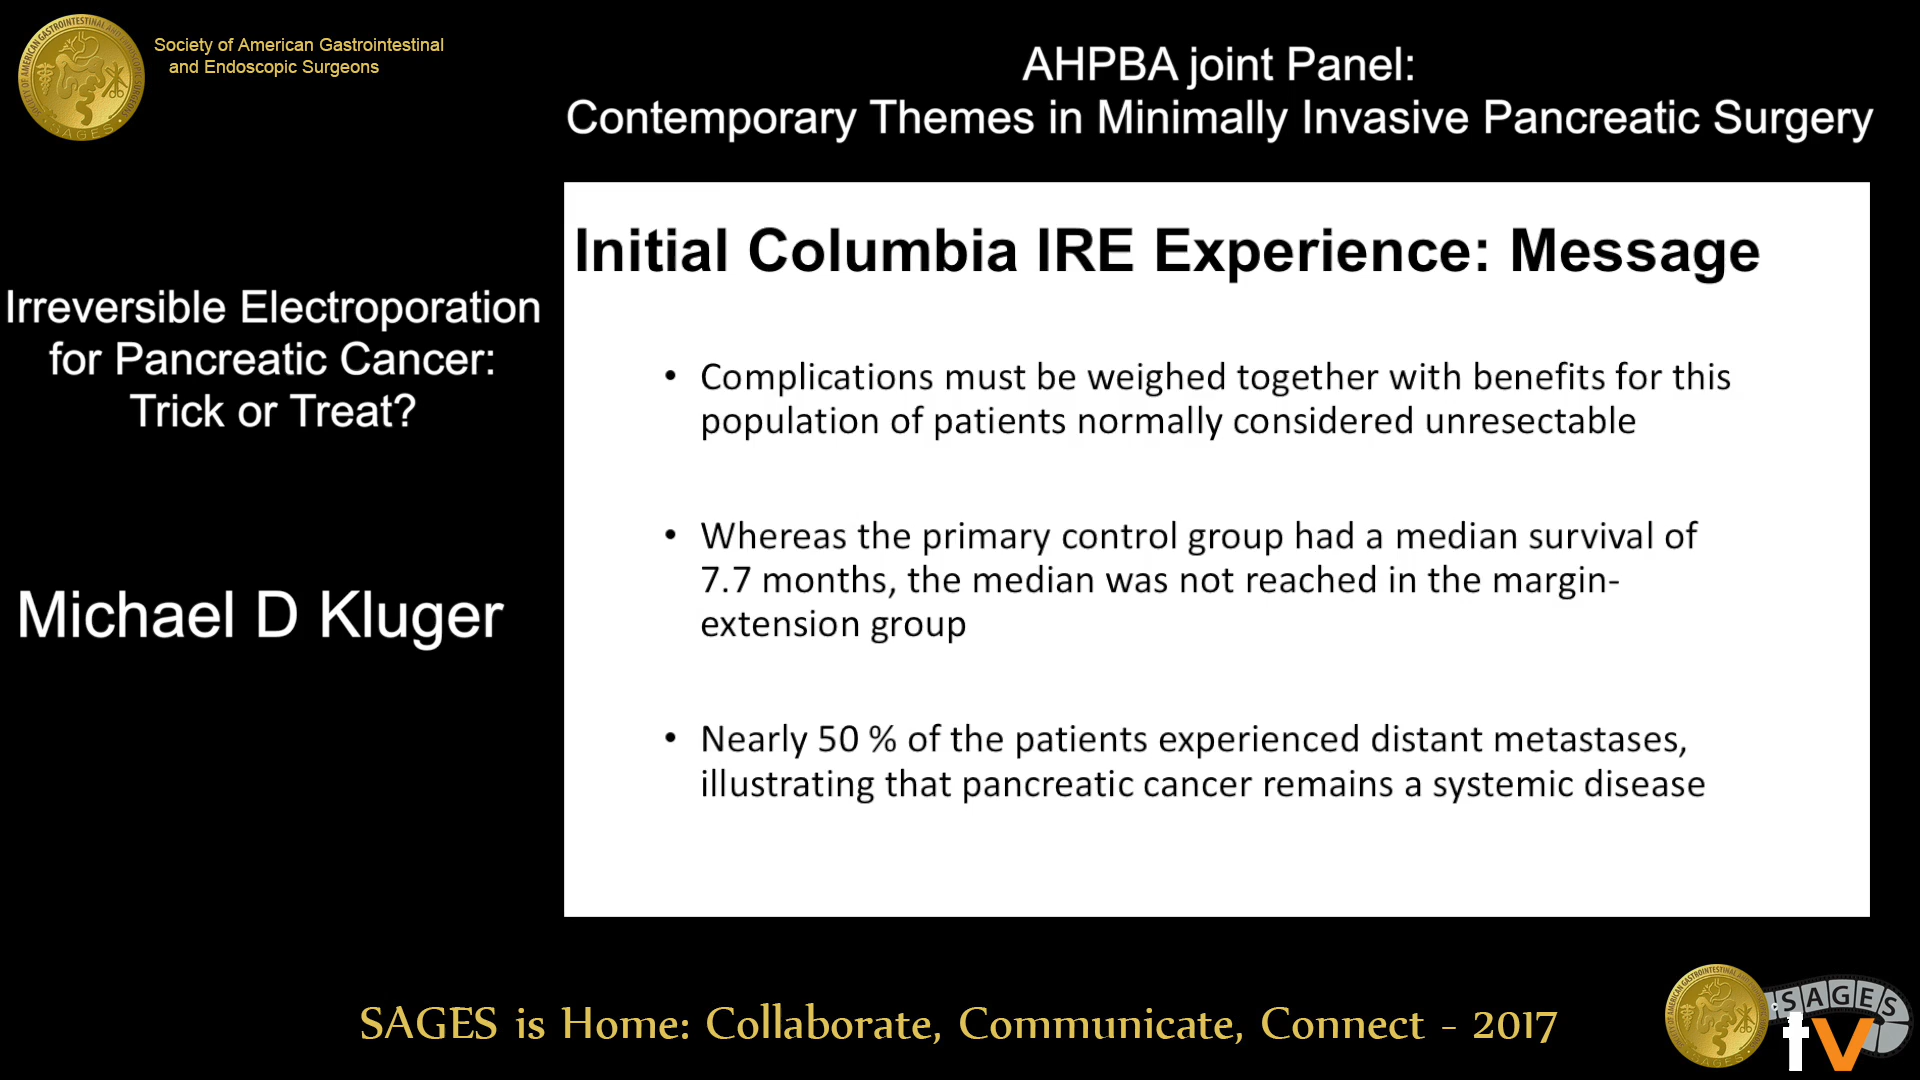 Society of American Gastrointestinal
and Endoscopic Surgeons
AHPBA joint Panel:
Contemporary Themes in Minimally Invasive Pancreatic Surgery
Irreversible Electroporation
for Pancreatic Cancer:
Trick or Treat?
Michael D Kluger
Initial Columbia IRE Experience: Message
• Complications must be weighed together with benefits for this
population of patients normally considered unresectable
• Whereas the primary control group had a median survival of
7.7 months, the median was not reached in the margin-
extension group
• Nearly 50 % of the patients experienced distant metastases,
illustrating that pancreatic cancer remains a systemic disease
SAGES is Home: Collaborate, Communicate, Connect - 2017
SAGES
tv
SAGES